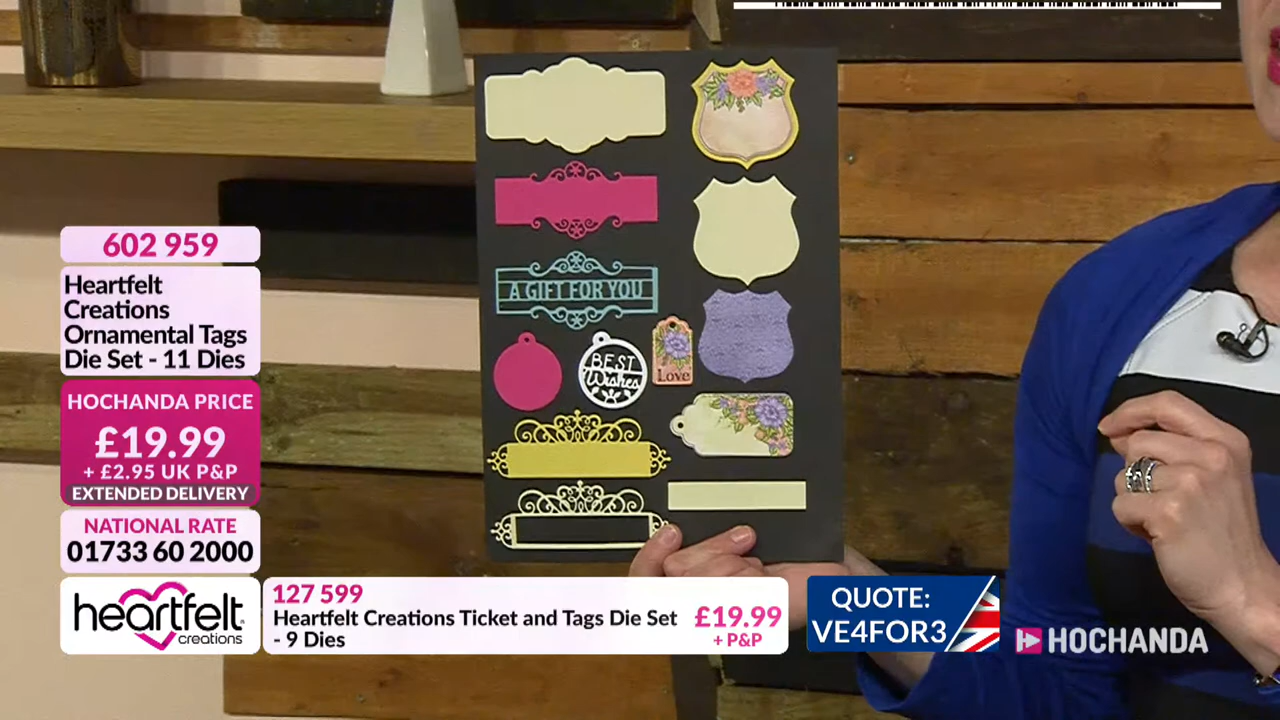 602 959
Heartfelt
Creations
Ornamental Tags
Die Set - 11 Dies
HOCHANDA PRICE
£19.99
+ £2.95 UK P&P
EXTENDED DELIVERY
NATIONAL RATE
01733 60 2000
heartfelt
creations
127 599
Heartfelt Creations Ticket and Tags Die Set
- 9 Dies
£19.99
+ P&P
QUOTE:
VE4FOR3
HOCHANDA
A GIFT FOR YOU
BEST
Wishes
Love